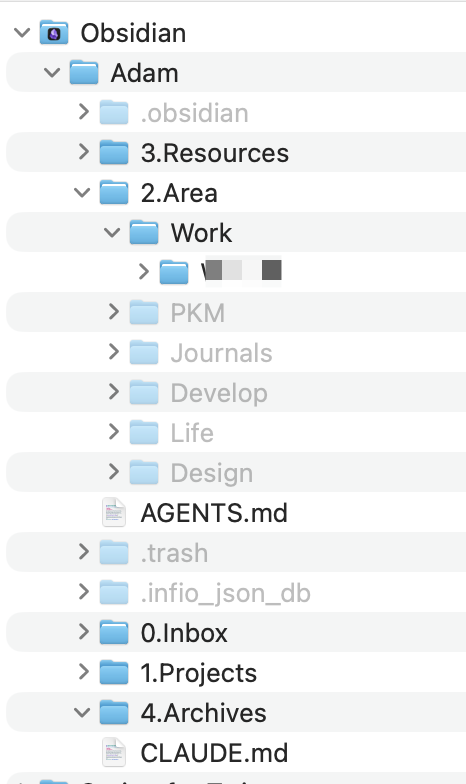 Obsidian
Adam
.obsidian
3.Resources
2.Area
Work
PKM
Journals
Develop
Life
Design
AGENTS.md
.trash
.infio_json_db
0.Inbox
1.Projects
4.Archives
CLAUDE.md